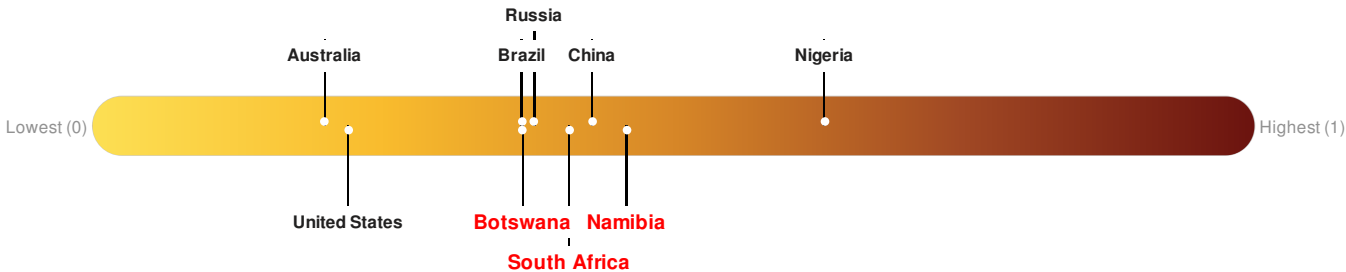 Russia
Australia
Brazil
China
Nigeria
Lowest (0)
Highest (1)
United States
Botswana
Namibia
South Africa